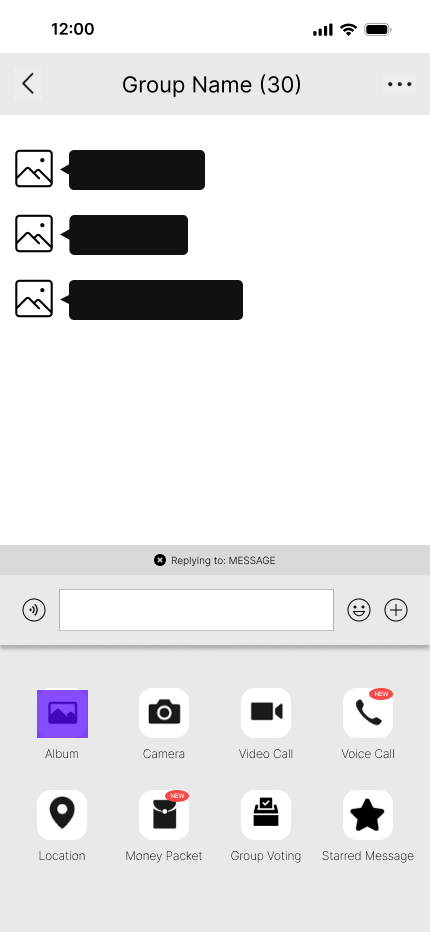 12:00
Group Name (30)
Replying to: MESSAGE
NEW
Album Camera Video Call Voice Call
NEW
Location Money Packet Group Voting Starred Message